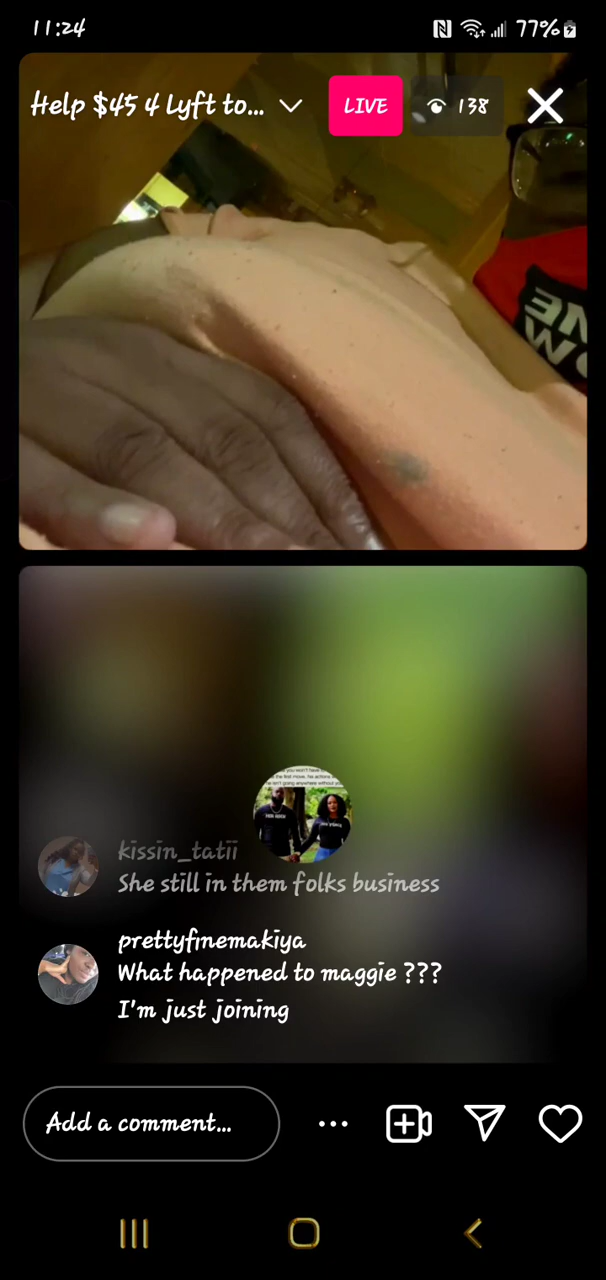 11:24
77%
Help $45 4 Lyft to...
LIVE
138
kissin_tatii
She still in them folks business
prettyfinemakiya
What happened to maggie ???
I'm just joining
Add a comment...